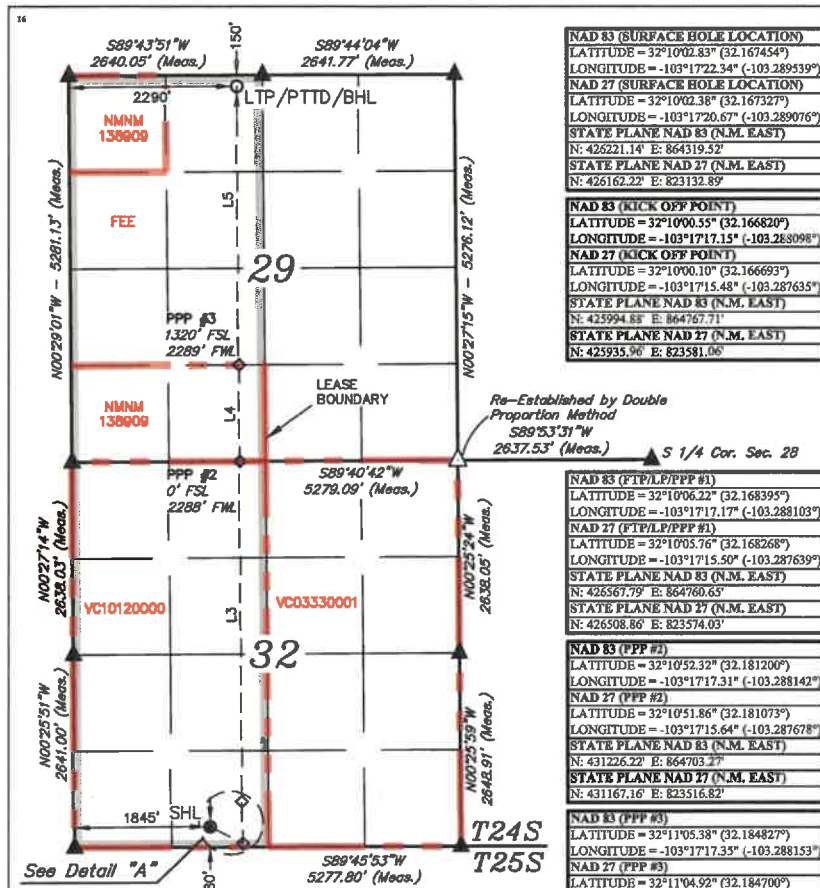 16
S89°43'51"W
2640.05' (Meas.)
150'
S89°44'04"W
2641.77' (Meas.)
2290'
LTP/PTTD/BHL
NMNM
138909
FEE
L5
N00°29'01"W - 5281.13' (Meas.)
29
N00°27'15"W - 5276.12' (Meas.)
PPP #3
1320' FSL
2289' FWL
NMNM
138909
L4
LEASE
BOUNDARY
Re-Established by Double
Proportion Method
S89°53'31"W
2637.53' (Meas.)
S 1/4 Cor. Sec. 28
PPP #2
0' FSL
2288' FWL
S89°40'42"W
5279.09' (Meas.)
N00°27'14"W
2638.03' (Meas.)
VC10120000
L3
VC03330001
N00°25'24"W
2638.05' (Meas.)
32
N00°25'51"W
2641.00' (Meas.)
N00°25'59"W
2648.91' (Meas.)
1845'
SHL
T24S
T25S
See Detail "A"
S89°45'53"W
5277.80' (Meas.)
NAD 83 (SURFACE HOLE LOCATION)
LATITUDE = 32°10'02.83" (32.167454°)
LONGITUDE = -103°17'22.34" (-103.289539°)
NAD 27 (SURFACE HOLE LOCATION)
LATITUDE = 32°10'02.38" (32.167327°)
LONGITUDE = -103°17'20.67" (-103.289076°)
STATE PLANE NAD 83 (N.M. EAST)
N: 426221.14' E: 864319.52'
STATE PLANE NAD 27 (N.M. EAST)
N: 426162.22' E: 823132.89'
NAD 83 (KICK OFF POINT)
LATITUDE = 32°10'00.55" (32.166820°)
LONGITUDE = -103°17'17.15" (-103.288098°)
NAD 27 (KICK OFF POINT)
LATITUDE = 32°10'00.10" (32.166693°)
LONGITUDE = -103°17'15.48" (-103.287635°)
STATE PLANE NAD 83 (N.M. EAST)
N: 425994.88' E: 864767.71'
STATE PLANE NAD 27 (N.M. EAST)
N: 425935.96' E: 823581.06'
NAD 83 (FTP/LP/PPP #1)
LATITUDE = 32°10'06.22" (32.168395°)
LONGITUDE = -103°17'17.17" (-103.288103°)
NAD 27 (FTP/LP/PPP #1)
LATITUDE = 32°10'05.76" (32.168268°)
LONGITUDE = -103°17'15.50" (-103.287639°)
STATE PLANE NAD 83 (N.M. EAST)
N: 426567.79' E: 864760.65'
STATE PLANE NAD 27 (N.M. EAST)
N: 426508.86' E: 823574.03'
NAD 83 (PPP #2)
LATITUDE = 32°10'52.32" (32.181200°)
LONGITUDE = -103°17'17.31" (-103.288142°)
NAD 27 (PPP #2)
LATITUDE = 32°10'51.86" (32.181073°)
LONGITUDE = -103°17'15.64" (-103.287678°)
STATE PLANE NAD 83 (N.M. EAST)
N: 431226.22' E: 864703.27'
STATE PLANE NAD 27 (N.M. EAST)
N: 431167.16' E: 823516.82'
NAD 83 (PPP #3)
LATITUDE = 32°11'05.38" (32.184827°)
LONGITUDE = -103°17'17.35" (-103.288153°)
NAD 27 (PPP #3)
LATITUDE = 32°11'04.92" (32.184700°)